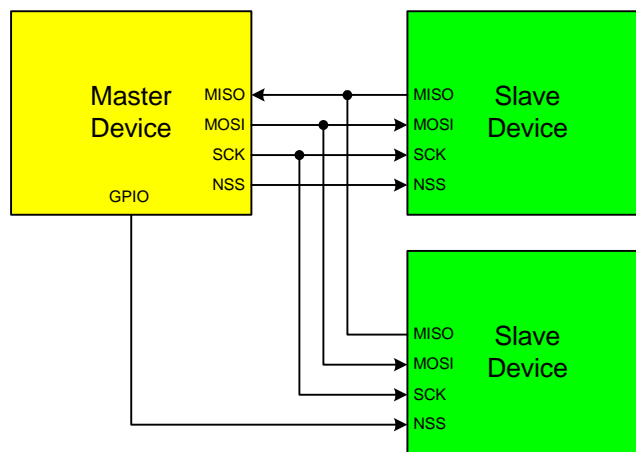 Master
Device
MISO
MOSI
SCK
NSS
GPIO
MISO
MOSI
SCK
NSS
Slave
Device
MISO
MOSI
SCK
NSS
Slave
Device